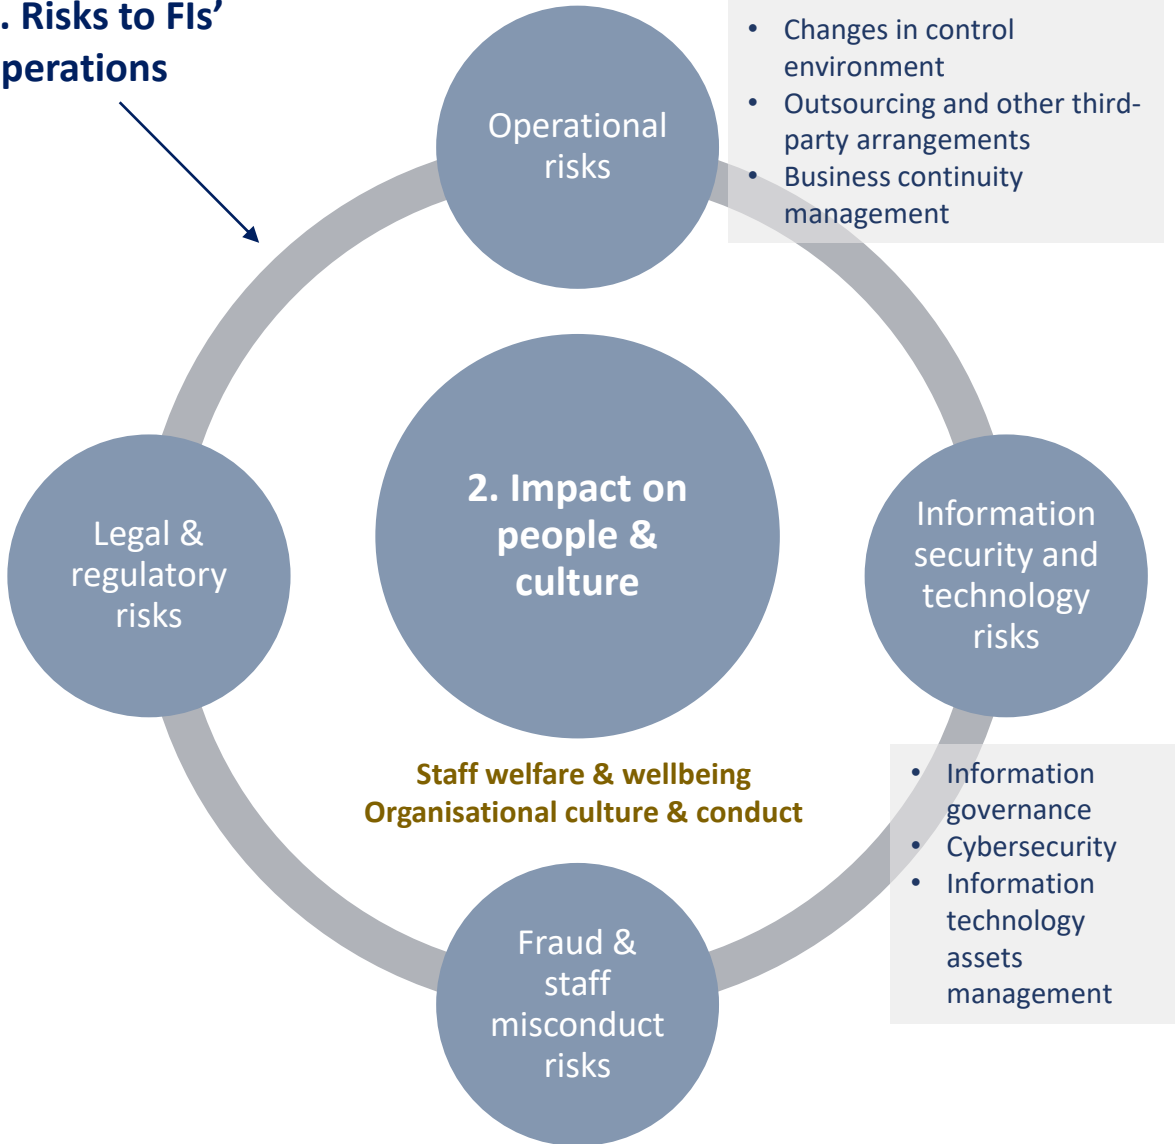 . Risks to FIs'
perations
Operational
risks
• Changes in control
environment
• Outsourcing and other third-
party arrangements
• Business continuity
management
Legal &
regulatory
risks
2. Impact on
people &
culture
Information
security and
technology
risks
Staff welfare & wellbeing
Organisational culture & conduct
• Information
governance
• Cybersecurity
• Information
technology
assets
management
Fraud &
staff
misconduct
risks